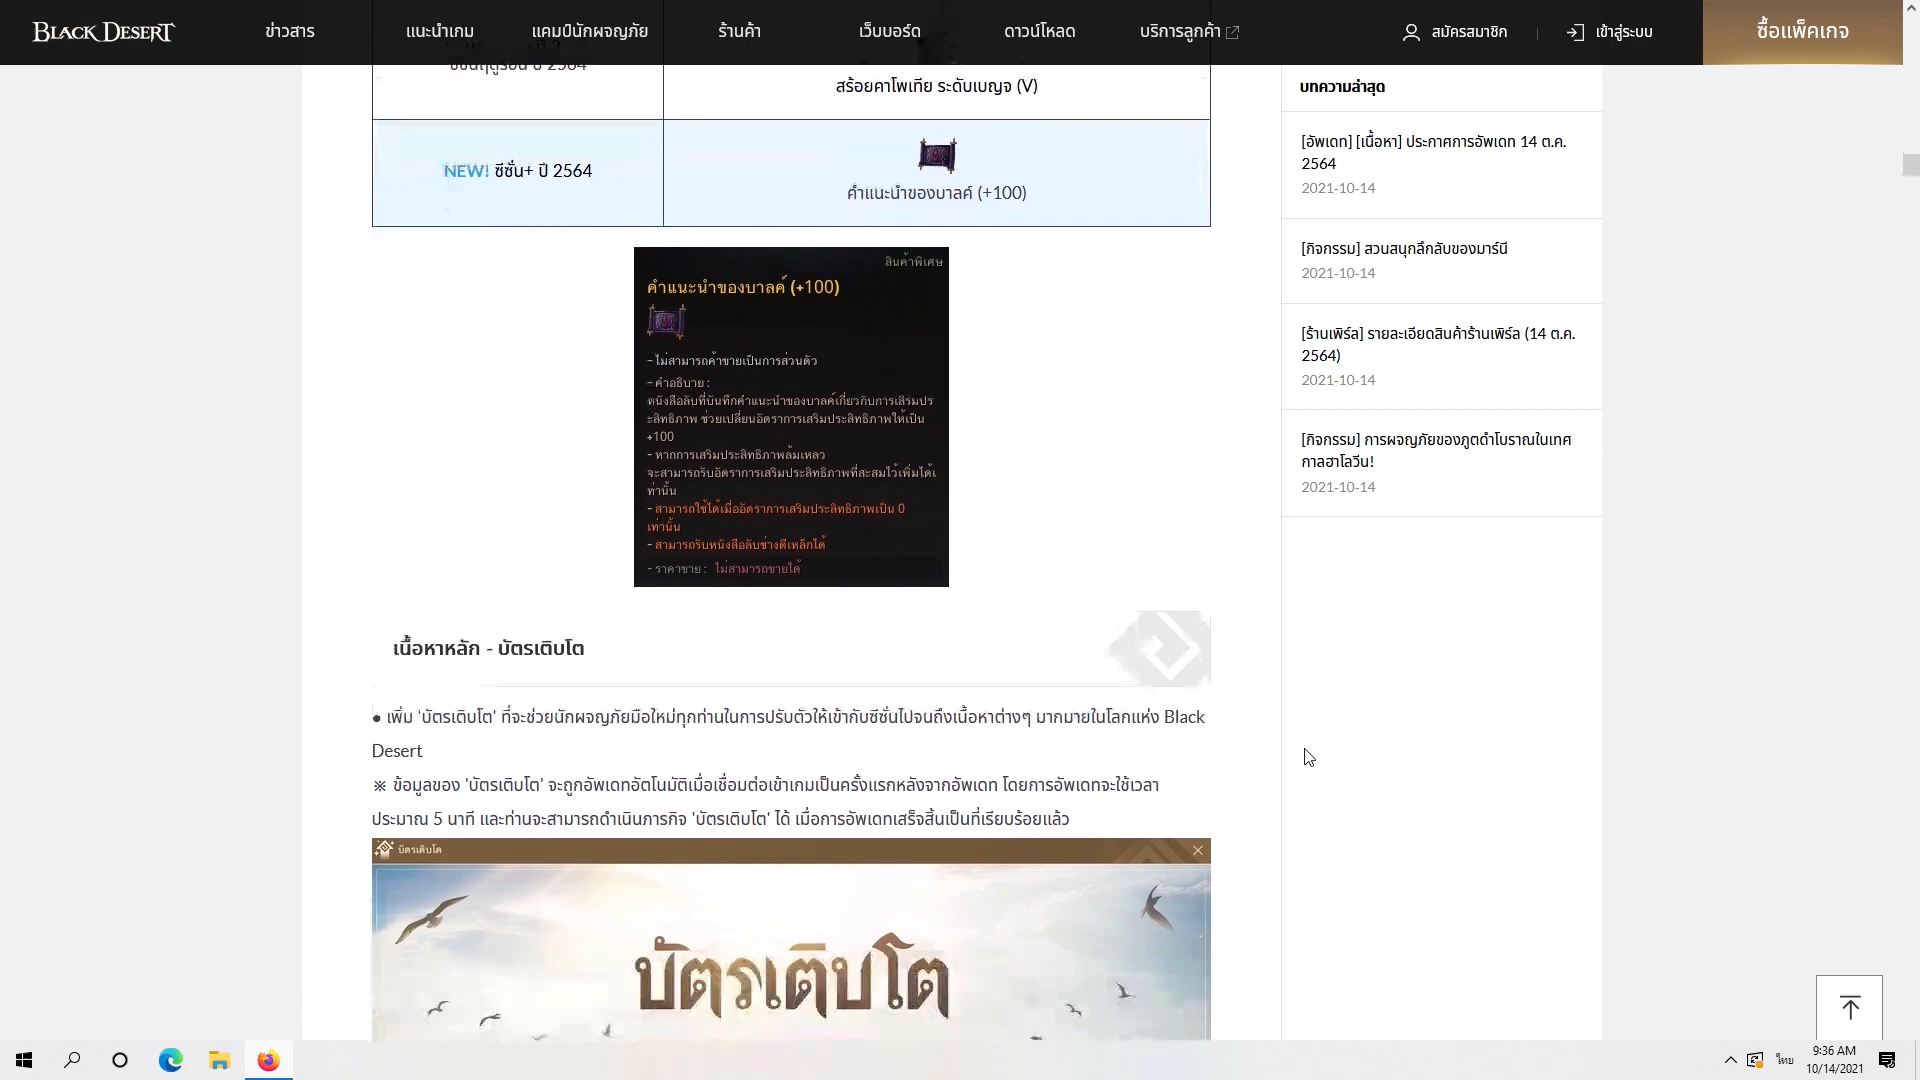 BLACK DESERT
ข่าวสาร
แนะนำเกม
แคมป์นักผจญภัย
ร้านค้า
เว็บบอร์ด
ดาวน์โหลด
บริการลูกค้า
สมัครสมาชิก
เข้าสู่ระบบ
ซื้อแพ็คเกจ
ซีซั่นฤดูร้อน ปี 2564
สร้อยคาโพเทีย ระดับเบญจ (V)
NEW! ซีซั่น+ ปี 2564
คำแนะนำของบาลค์ (+100)
สินค้าพิเศษ
คำแนะนำของบาลค์ (+100)
- ไม่สามารถค้าขายเป็นการส่วนตัว
- คำอธิบาย :
หนังสือลับที่บันทึกคำแนะนำของบาลค์เกี่ยวกับการเสริมประ
ะสิทธิภาพ ช่วยเปลี่ยนอัตราการเสริมประสิทธิภาพให้เป็น
+100
- หากการเสริมประสิทธิภาพล้มเหลว
จะสามารถรับอัตราการเสริมประสิทธิภาพที่สะสมไว้เพิ่มได้เ
ท่านั้น
- สามารถใช้ได้เมื่ออัตราการเสริมประสิทธิภาพเป็น 0
เท่านั้น
- สามารถรับหนังสือลับช่างตีเหล็กได้
- ราคาขาย : ไม่สามารถขายได้
เนื้อหาหลัก - บัตรเติบโต
● เพิ่ม 'บัตรเติบโต' ที่จะช่วยนักผจญภัยมือใหม่ทุกท่านในการปรับตัวให้เข้ากับซีซั่นไปจนถึงเนื้อหาต่างๆ มากมายในโลกแห่ง Black
Desert
※ ข้อมูลของ 'บัตรเติบโต' จะถูกอัพเดทอัตโนมัติเมื่อเชื่อมต่อเข้าเกมเป็นครั้งแรกหลังจากอัพเดท โดยการอัพเดทจะใช้เวลา
ประมาณ 5 นาที และท่านจะสามารถดำเนินภารกิจ 'บัตรเติบโต' ได้ เมื่อการอัพเดทเสร็จสิ้นเป็นที่เรียบร้อยแล้ว
บัตรเติบโต
บัตรเติบโต
บทความล่าสุด
[อัพเดท] [เนื้อหา] ประกาศการอัพเดท 14 ต.ค.
2564
2021-10-14
[กิจกรรม] สวนสนุกลึกลับของมาร์นี
2021-10-14
[ร้านเพิร์ล] รายละเอียดสินค้าร้านเพิร์ล (14 ต.ค.
2564)
2021-10-14
[กิจกรรม] การผจญภัยของภูตดำโบราณในเทศ
กาลฮาโลวีน!
2021-10-14
ไทย
9:36 AM
10/14/2021